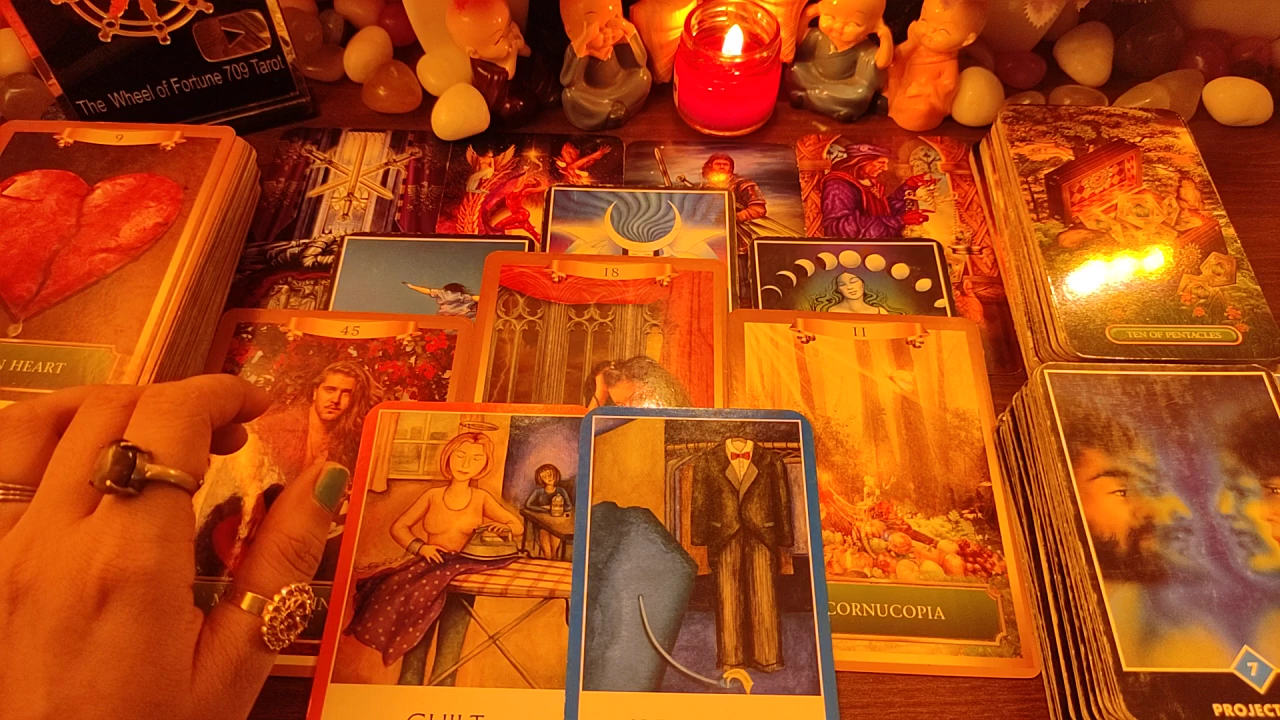 The Wheel of Fortune 709 Tarot
9
N HEART
18
45
11
TEN OF PENTACLES
CORNUCOPIA
7
PROJECT